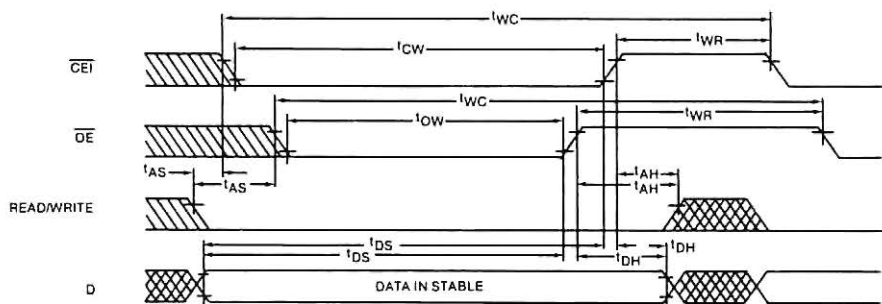 tWC
tCW
tWR
CEI
tWC
tOW
tWR
OE
tAS
tAS
tAH
tAH
READ/WRITE
tDS
tDH
tDS
tDH
D
DATA IN STABLE